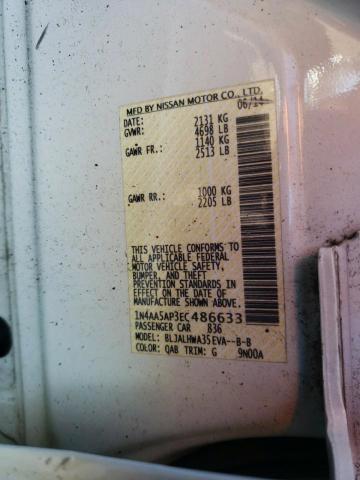 MFD BY NISSAN MOTOR CO., LTD.
DATE: 06/14
GVWR: 2131 KG
4698 LB
GAWR FR.: 1140 KG
2513 LB
GAWR RR.: 1000 KG
2205 LB
THIS VEHICLE CONFORMS TO
ALL APPLICABLE FEDERAL
MOTOR VEHICLE SAFETY,
BUMPER, AND THEFT
PREVENTION STANDARDS IN
EFFECT ON THE DATE OF
MANUFACTURE SHOWN ABOVE.
1N4AA5AP3EC486633
PASSENGER CAR 836
MODEL: BLJALHWA35EVA--B-B
COLOR: QAB TRIM: G 9N00A